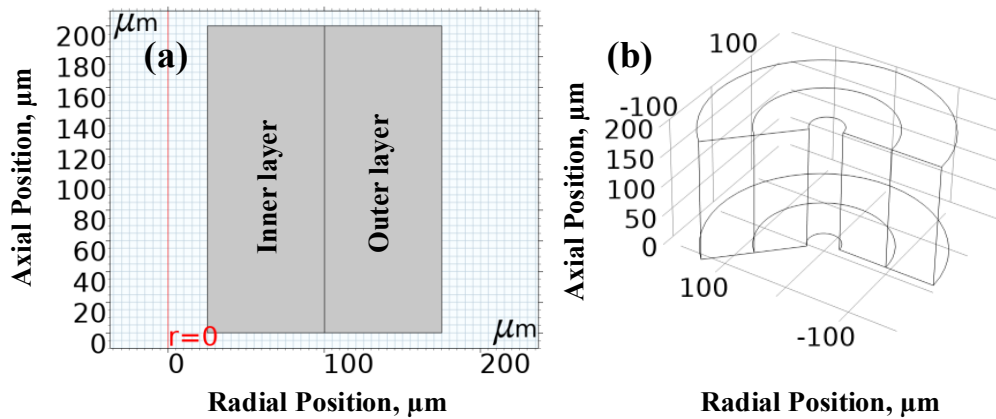 μm
(a)
200
180
160
140
120
100
80
60
40
20
0
Axial Position, μm
Inner layer
Outer layer
r=0
μm
0
100
200
Radial Position, μm
(b)
100
-100
200
150
100
50
0
Axial Position, μm
100
-100
Radial Position, μm